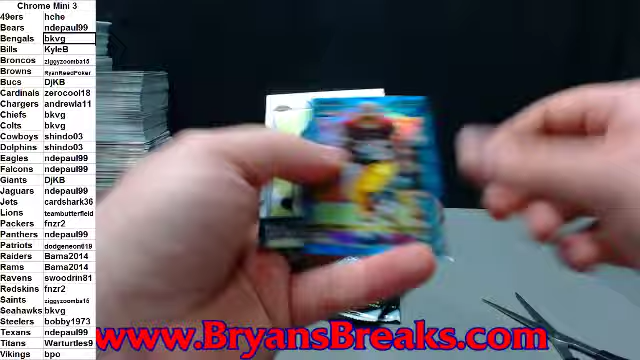 Chrome Mini 3
49ers hche
Bears ndepaul99
Bengals bkvg
Bills KyleB
Broncos ziggyzoomba15
Browns RyanReedPoker
Bucs DjKB
Cardinals zerocool18
Chargers andrewla11
Chiefs bkvg
Colts bkvg
Cowboys shindo03
Dolphins shindo03
Eagles ndepaul99
Falcons ndepaul99
Giants DjKB
Jaguars ndepaul99
Jets cardshark36
Lions teambutterfield
Packers fnzr2
Panthers ndepaul99
Patriots dodgeneon619
Raiders Bama2014
Rams Bama2014
Ravens swoodrin81
Redskins fnzr2
Saints ziggyzoomba15
Seahawks bkvg
Steelers bobby1973
Texans ndepaul99
Titans Warturtles9
Vikings bpo
www.BryansBreaks.com